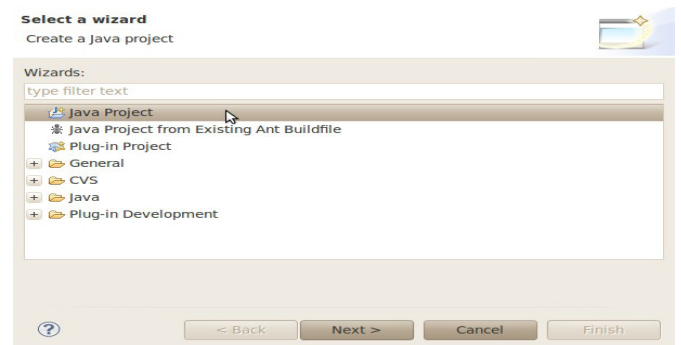 Select a wizard
Create a Java project
Wizards:
type filter text
Java Project
Java Project from Existing Ant Buildfile
Plug-in Project
General
CVS
Java
Plug-in Development
? < Back Next > Cancel Finish